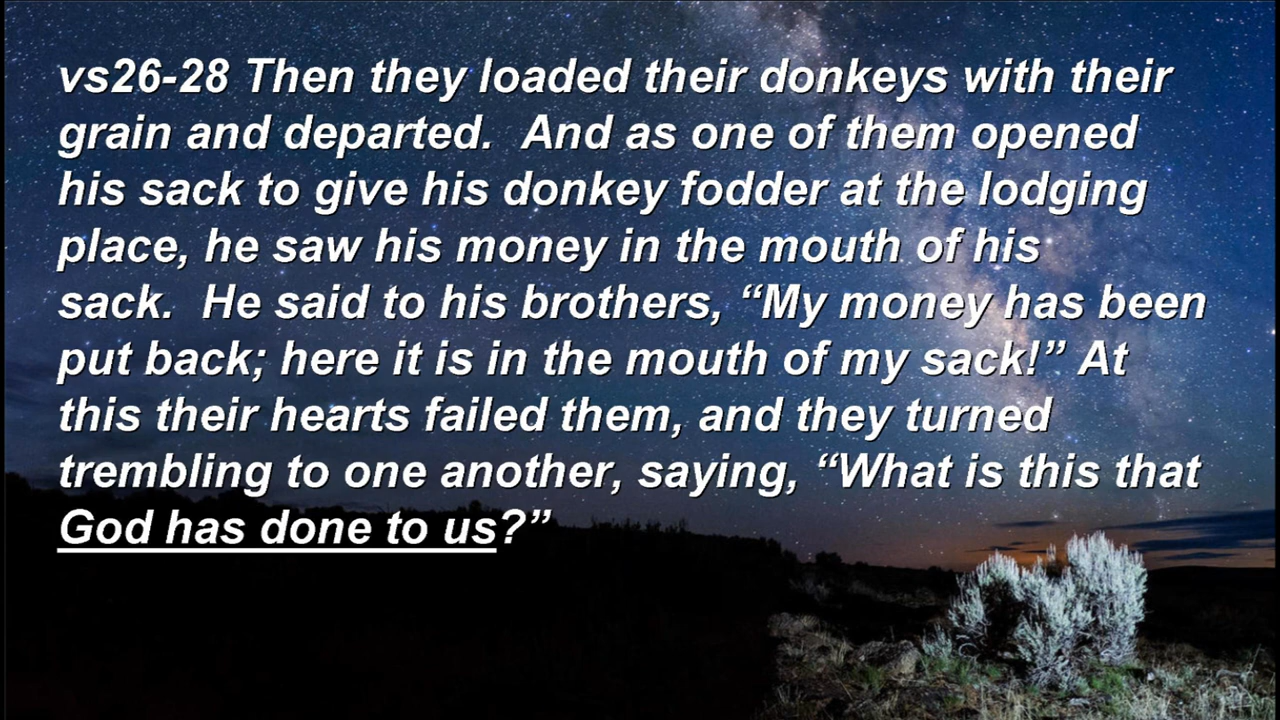 vs26-28 Then they loaded their donkeys with their
grain and departed.  And as one of them opened
his sack to give his donkey fodder at the lodging
place, he saw his money in the mouth of his
sack.  He said to his brothers, “My money has been
put back; here it is in the mouth of my sack!” At
this their hearts failed them, and they turned
trembling to one another, saying, “What is this that
God has done to us?”